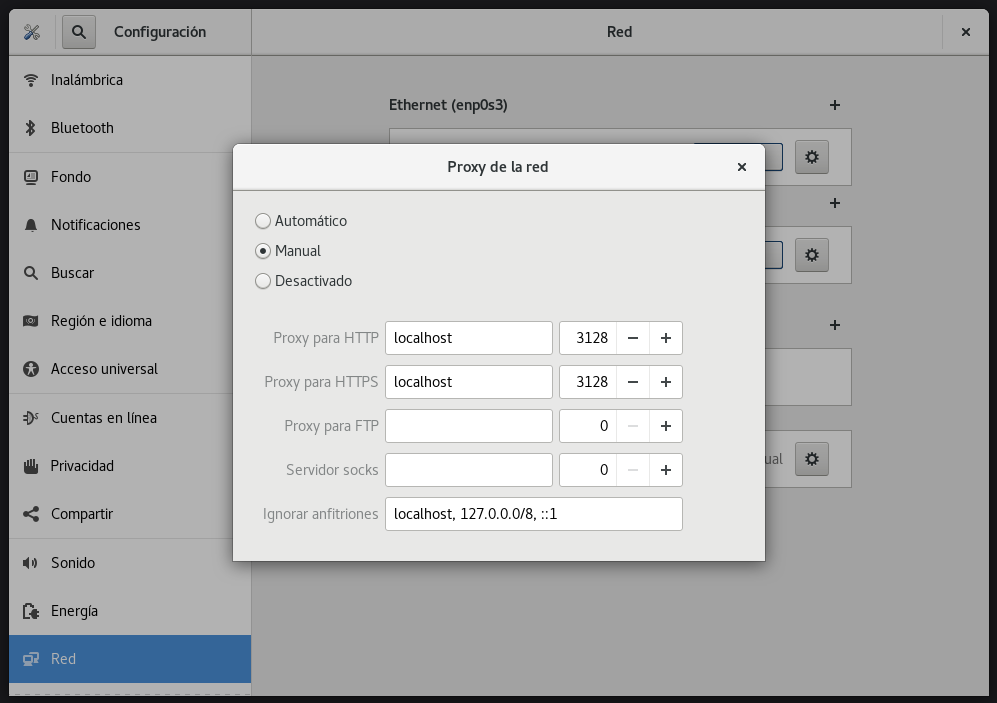 Configuración
Red
Inalámbrica
Bluetooth
Fondo
Notificaciones
Buscar
Región e idioma
Acceso universal
Cuentas en línea
Privacidad
Compartir
Sonido
Energía
Red
Ethernet (enp0s3)
Proxy de la red
Automático
Manual
Desactivado
Proxy para HTTP localhost 3128
Proxy para HTTPS localhost 3128
Proxy para FTP 0
Servidor socks 0
Ignorar anfitriones localhost, 127.0.0.0/8, ::1